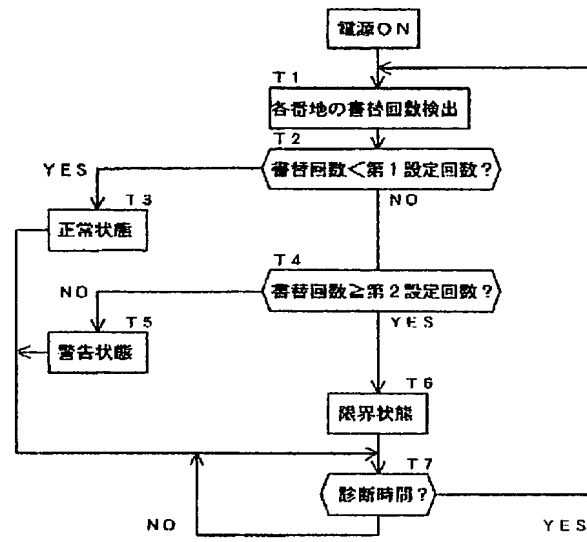 電源ON
T1
各番地の書替回数検出
T2
書替回数<第1設定回数?
YES
NO
T3
正常状態
T4
書替回数≧第2設定回数?
NO
YES
T5
警告状態
T6
限界状態
T7
診断時間?
NO
YES